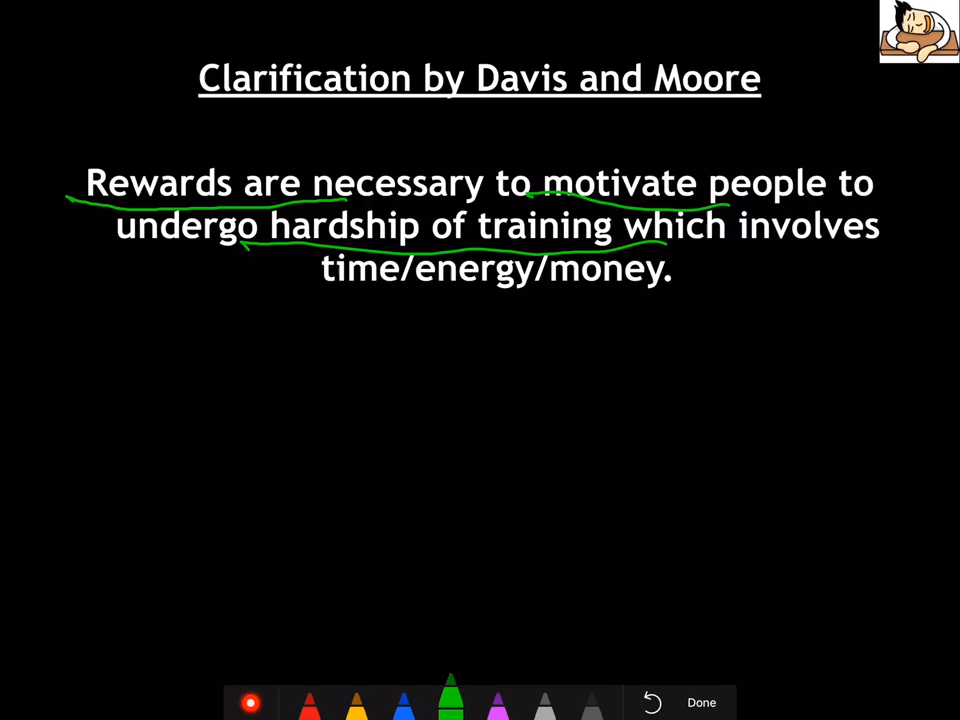 Clarification by Davis and Moore
Rewards are necessary to motivate people to
undergo hardship of training which involves
time/energy/money.
Done